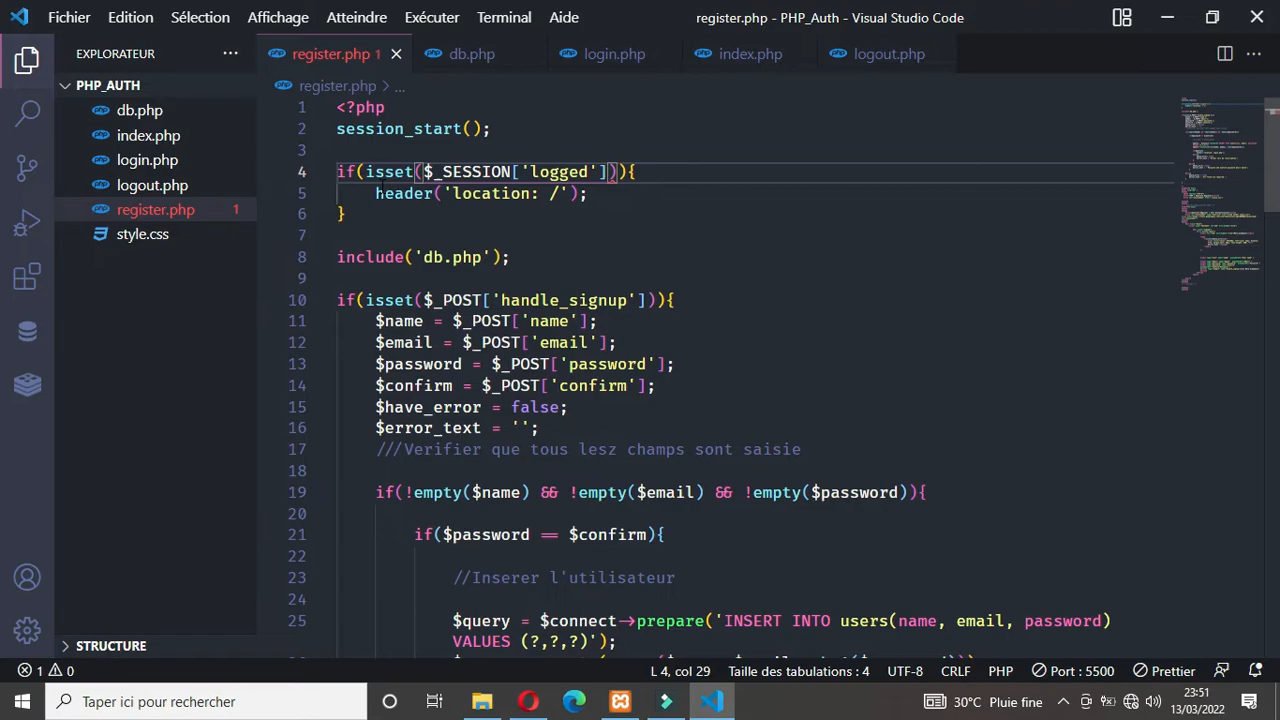 Fichier Edition Sélection Affichage Atteindre Exécuter Terminal Aide register.php - PHP_Auth - Visual Studio Code
EXPLORATEUR
register.php 1 db.php login.php index.php logout.php
PHP_AUTH
db.php
index.php
login.php
logout.php
register.php 1
style.css
STRUCTURE
register.php > ...
1 <?php
2 session_start();
3
4 if(isset($_SESSION[ logged'])){
5 header('location: /');
6 }
7
8 include('db.php');
9
10 if(isset($_POST['handle_signup'])){
11 $name = $_POST['name'];
12 $email = $_POST['email'];
13 $password = $_POST['password'];
14 $confirm = $_POST['confirm'];
15 $have_error = false;
16 $error_text = '';
17 ///Verifier que tous lesz champs sont saisie
18
19 if(!empty($name) && !empty($email) && !empty($password)){
20
21 if($password == $confirm){
22
23 //Inserer l'utilisateur
24
25 $query = $connect->prepare('INSERT INTO users(name, email, password)
VALUES (?,?,?)');
1 0 L 4, col 29 Taille des tabulations : 4 UTF-8 CRLF PHP Port : 5500 Prettier
Taper ici pour rechercher
30°C Pluie fine
23:51
13/03/2022